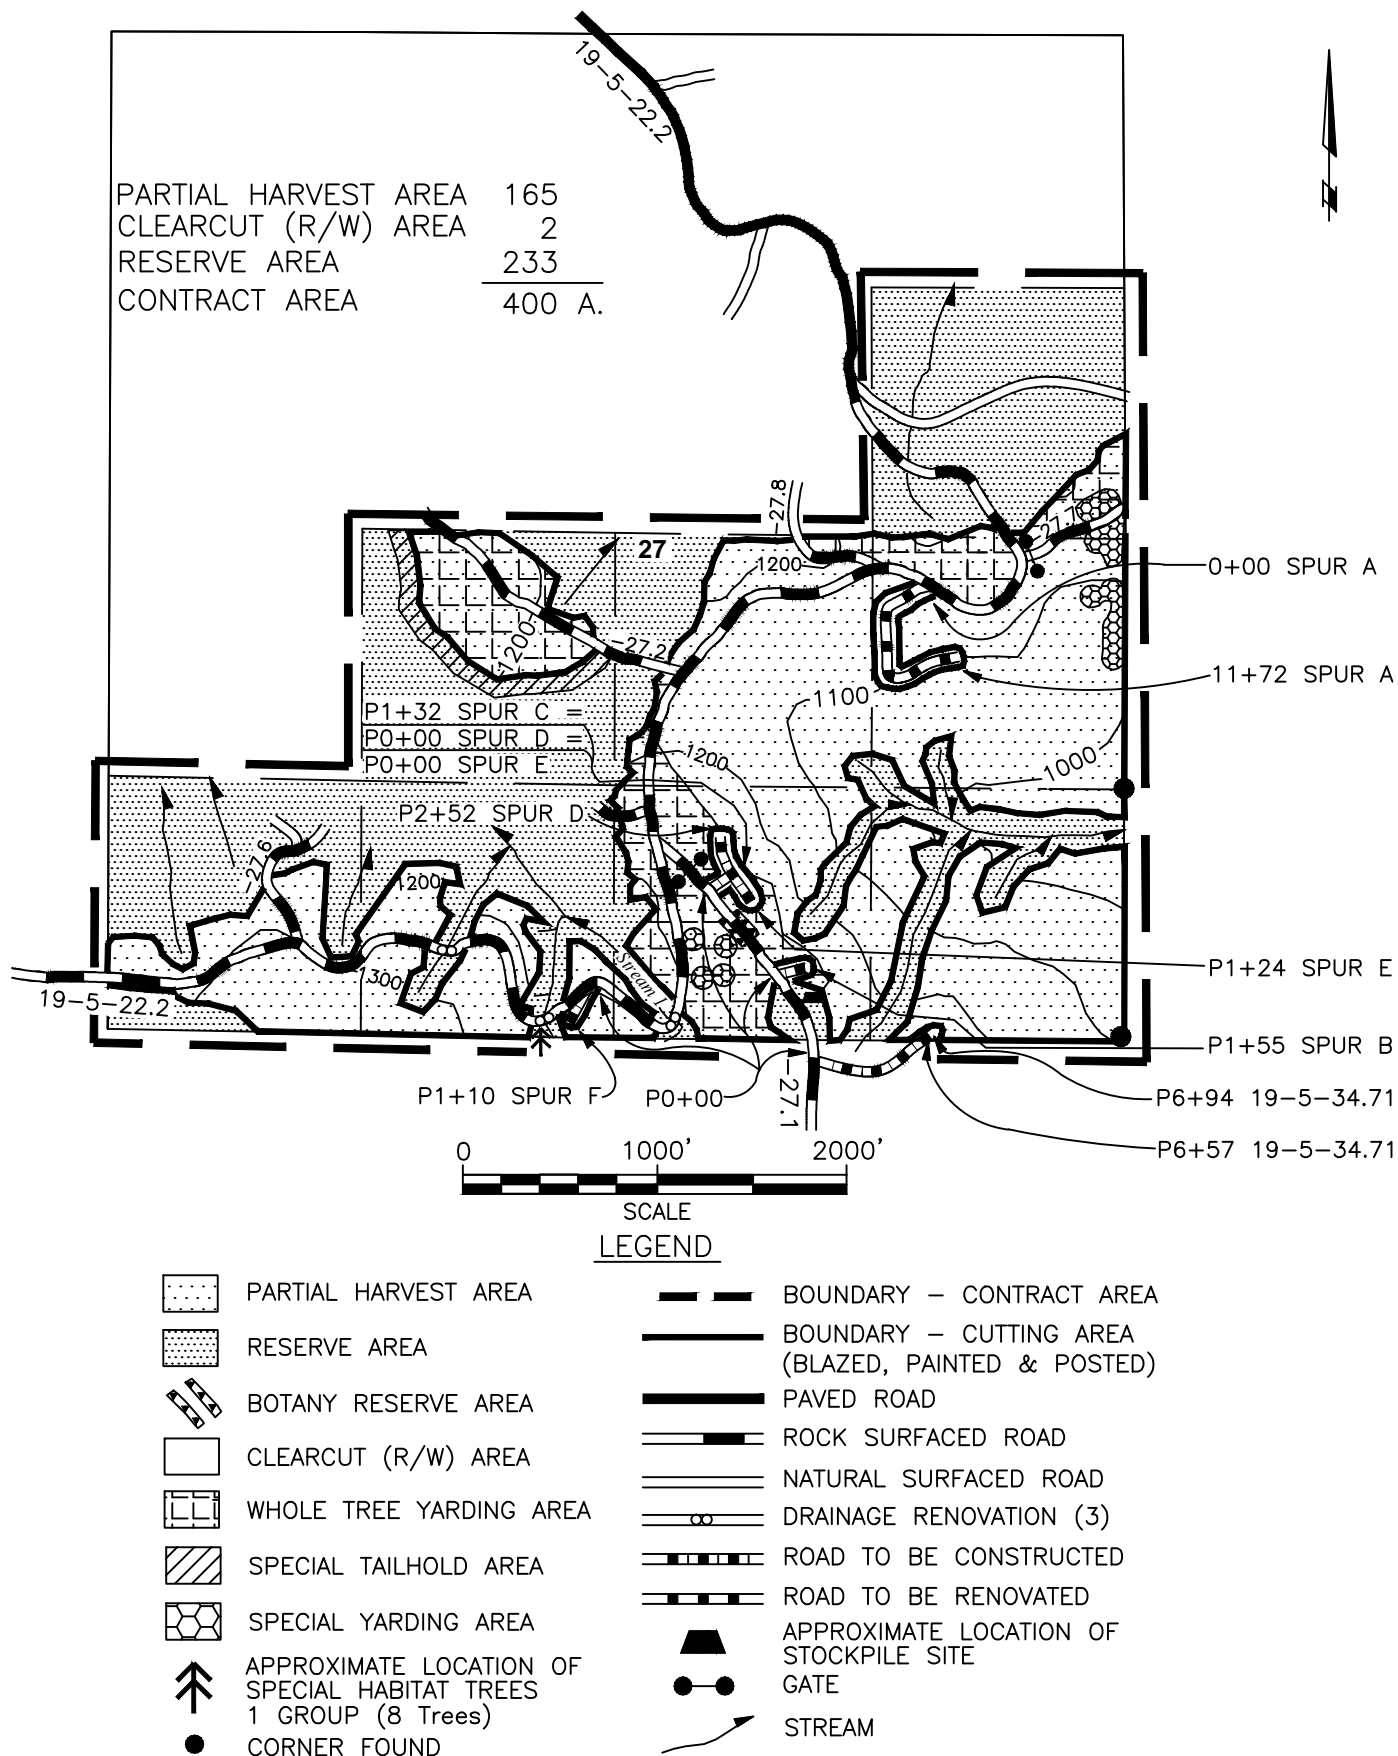 19-5-22.2
PARTIAL HARVEST AREA 165
CLEARCUT (R/W) AREA 2
RESERVE AREA 233
CONTRACT AREA 400 A.
-27.8
-27.7
27
1200
0+00 SPUR A
1200
-27.2
11+72 SPUR A
1100
P1+32 SPUR C =
P0+00 SPUR D =
P0+00 SPUR E
1200
1000
P2+52 SPUR D
-27.6
1200
1300
Stream
P1+24 SPUR E
19-5-22.2
P1+55 SPUR B
P1+10 SPUR F
P0+00
-27.1
P6+94 19-5-34.71
P6+57 19-5-34.71
0 1000' 2000'
SCALE
LEGEND
PARTIAL HARVEST AREA
RESERVE AREA
BOTANY RESERVE AREA
CLEARCUT (R/W) AREA
WHOLE TREE YARDING AREA
SPECIAL TAILHOLD AREA
SPECIAL YARDING AREA
APPROXIMATE LOCATION OF
SPECIAL HABITAT TREES
1 GROUP (8 Trees)
CORNER FOUND
BOUNDARY - CONTRACT AREA
BOUNDARY - CUTTING AREA
(BLAZED, PAINTED & POSTED)
PAVED ROAD
ROCK SURFACED ROAD
NATURAL SURFACED ROAD
DRAINAGE RENOVATION (3)
ROAD TO BE CONSTRUCTED
ROAD TO BE RENOVATED
APPROXIMATE LOCATION OF
STOCKPILE SITE
GATE
STREAM